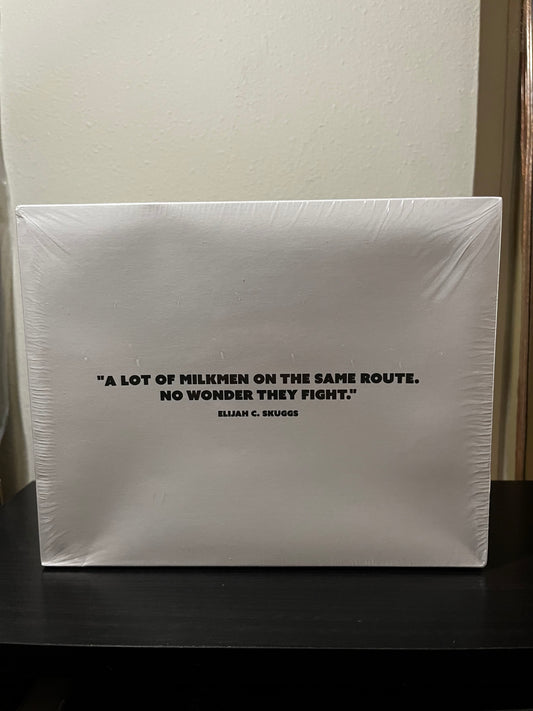 "A LOT OF MILKMEN ON THE SAME ROUTE.
NO WONDER THEY FIGHT."
ELIJAH C. SKUGGS